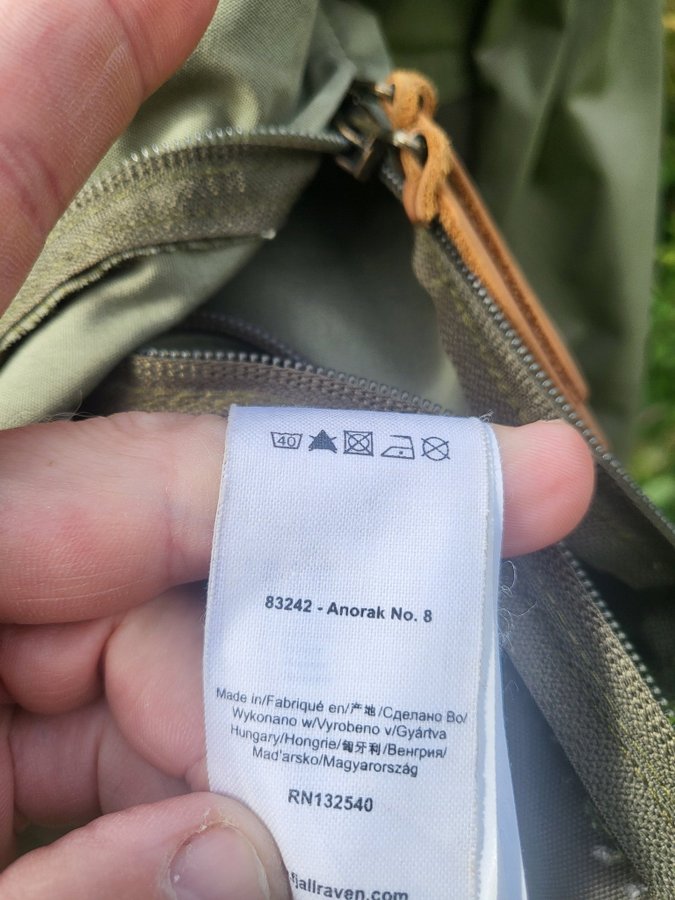 40
83242 - Anorak No. 8
Made in/Fabriqué en/产地/Сделано Во/
Wykonano w/Vyrobeno v/Gyártva
Hungary/Hongrie/匈牙利/Венгрия/
Mad'arsko/Magyarország
RN132540
fjallraven.com